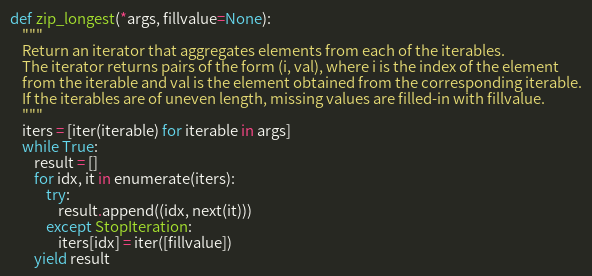 def zip_longest(*args, fillvalue=None):
    """
    Return an iterator that aggregates elements from each of the iterables.
    The iterator returns pairs of the form (i, val), where i is the index of the element
    from the iterable and val is the element obtained from the corresponding iterable.
    If the iterables are of uneven length, missing values are filled-in with fillvalue.
    """
    iters = [iter(iterable) for iterable in args]
    while True:
        result = []
        for idx, it in enumerate(iters):
            try:
                result.append((idx, next(it)))
            except StopIteration:
                iters[idx] = iter([fillvalue])
        yield result